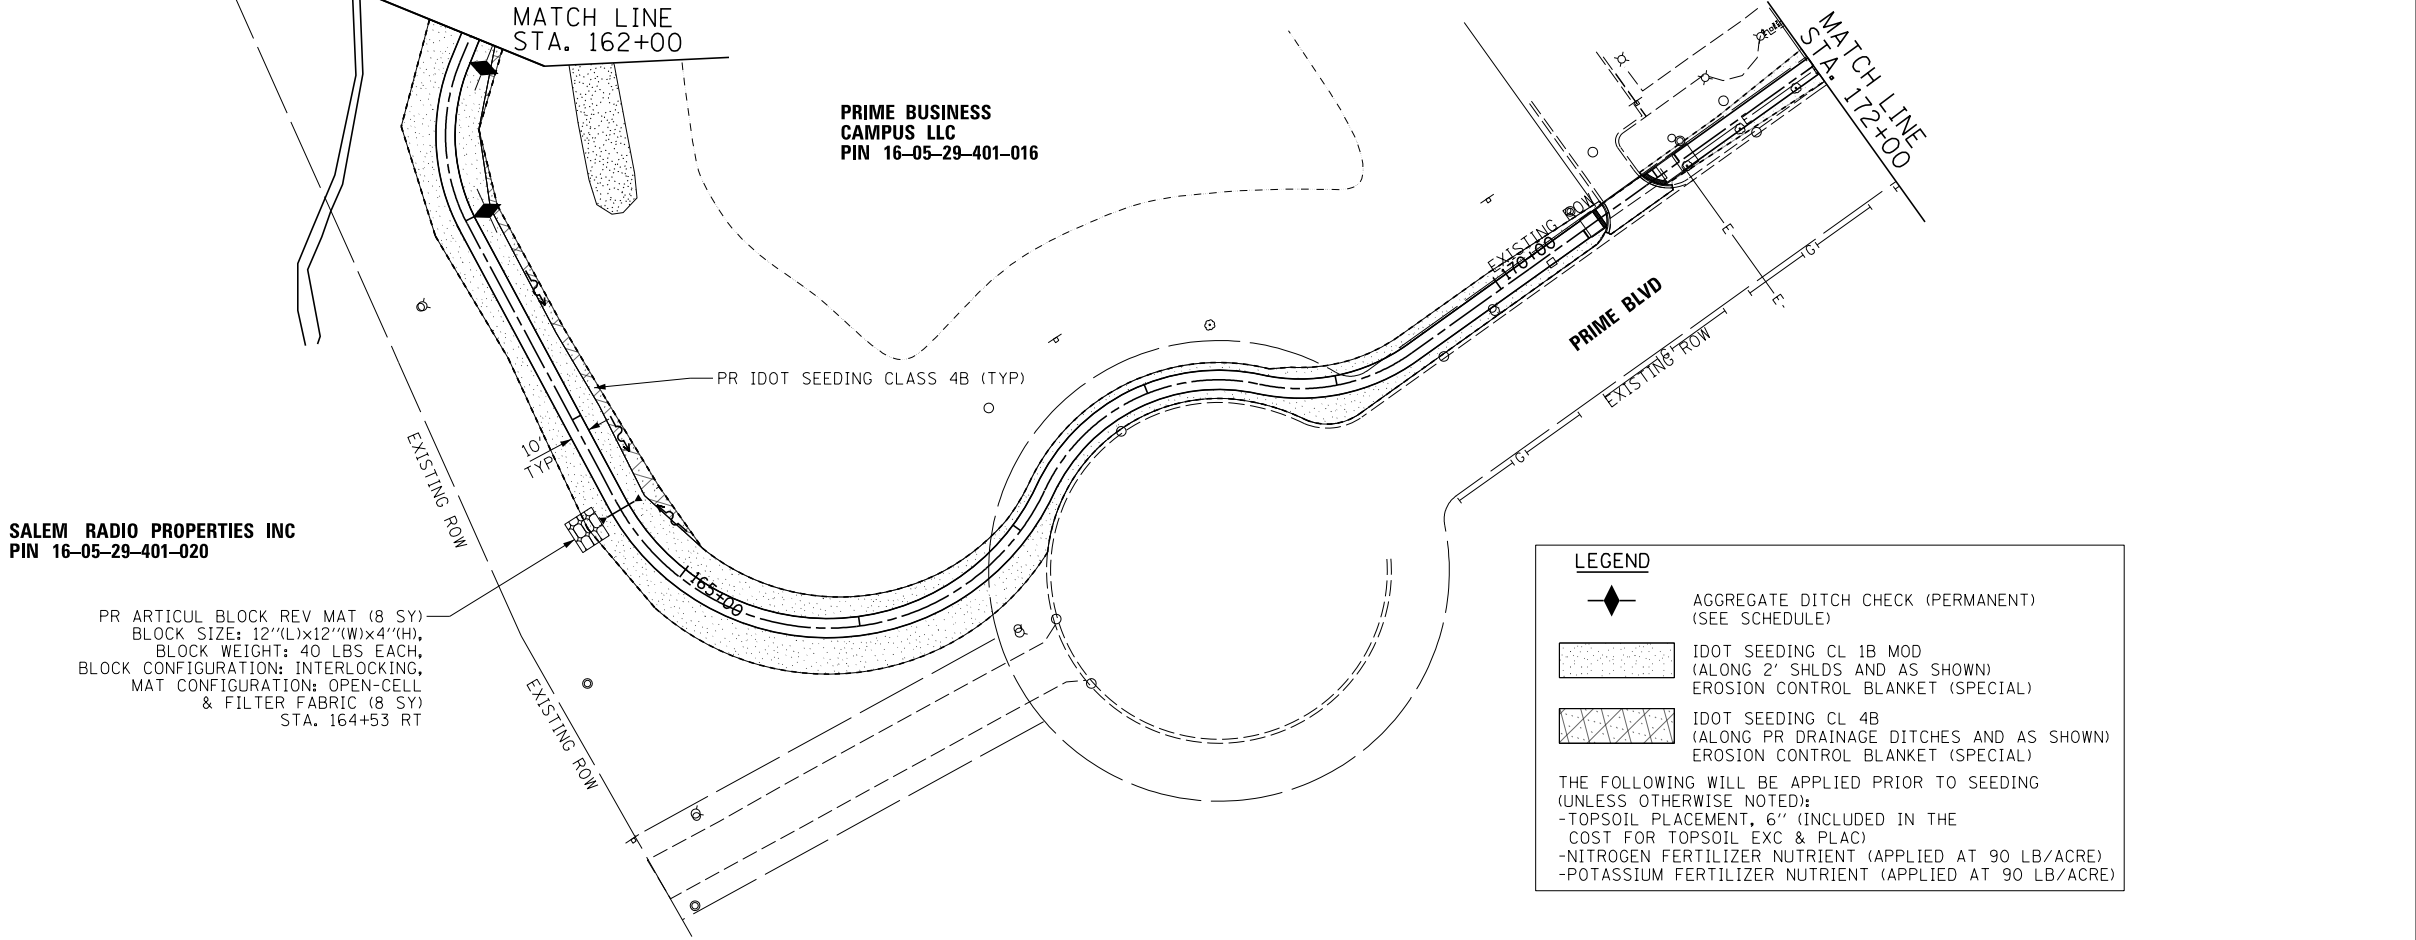 MATCH LINE
STA. 162+00
MATCH LINE
STA. 172+00
PRIME BUSINESS
CAMPUS LLC
PIN 16–05–29–401–016
EXISTING ROW
170+00
E
E'
G
PRIME BLVD
G
EXISTING ROW
G
PR IDOT SEEDING CLASS 4B (TYP)
10'
TYP
EXISTING ROW
SALEM RADIO PROPERTIES INC
PIN 16–05–29–401–020
165+00
PR ARTICUL BLOCK REV MAT (8 SY)
BLOCK SIZE: 12''(L)x12''(W)x4''(H),
BLOCK WEIGHT: 40 LBS EACH,
BLOCK CONFIGURATION: INTERLOCKING,
MAT CONFIGURATION: OPEN-CELL
& FILTER FABRIC (8 SY)
STA. 164+53 RT
EXISTING ROW
LEGEND
AGGREGATE DITCH CHECK (PERMANENT)
(SEE SCHEDULE)
IDOT SEEDING CL 1B MOD
(ALONG 2' SHLDS AND AS SHOWN)
EROSION CONTROL BLANKET (SPECIAL)
IDOT SEEDING CL 4B
(ALONG PR DRAINAGE DITCHES AND AS SHOWN)
EROSION CONTROL BLANKET (SPECIAL)
THE FOLLOWING WILL BE APPLIED PRIOR TO SEEDING
(UNLESS OTHERWISE NOTED):
-TOPSOIL PLACEMENT, 6'' (INCLUDED IN THE
COST FOR TOPSOIL EXC & PLAC)
-NITROGEN FERTILIZER NUTRIENT (APPLIED AT 90 LB/ACRE)
-POTASSIUM FERTILIZER NUTRIENT (APPLIED AT 90 LB/ACRE)